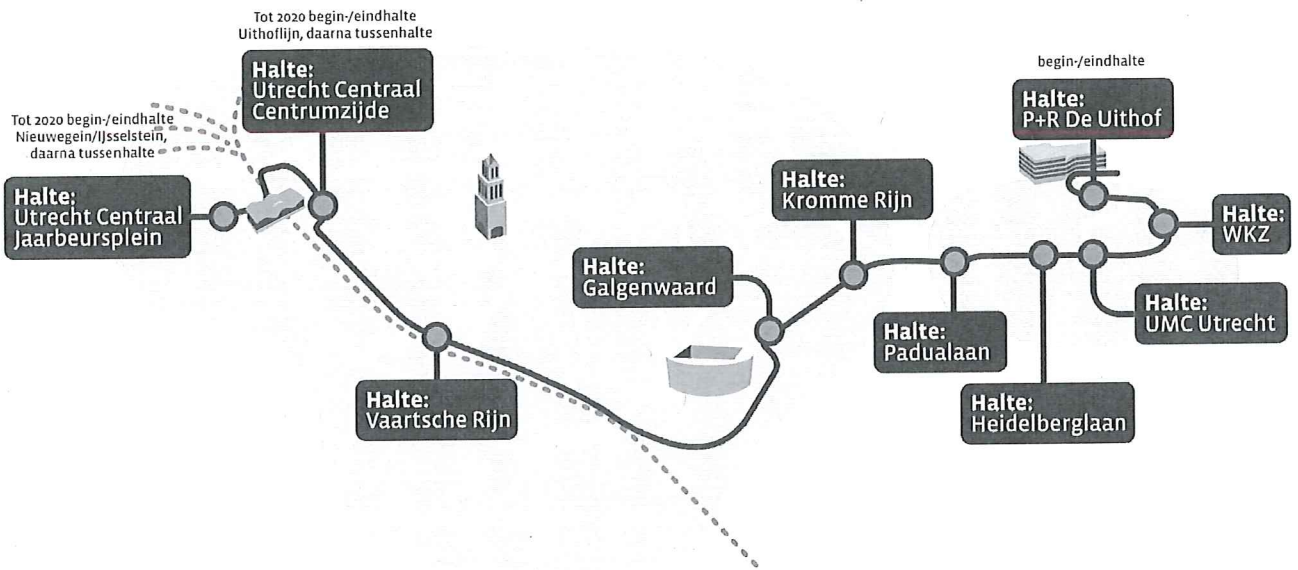 Tot 2020 begin-/eindhalte
Uithoflijn, daarna tussenhalte
Halte:
Utrecht Centraal
Centrumzijde
Tot 2020 begin-/eindhalte
Nieuwegein/IJsselstein,
daarna tussenhalte
Halte:
Utrecht Centraal
Jaarbeursplein
Halte:
Vaartsche Rijn
Halte:
Galgenwaard
Halte:
Kromme Rijn
Halte:
Padualaan
Halte:
Heidelberglaan
Halte:
UMC Utrecht
Halte:
WKZ
begin-/eindhalte
Halte:
P+R De Uithof